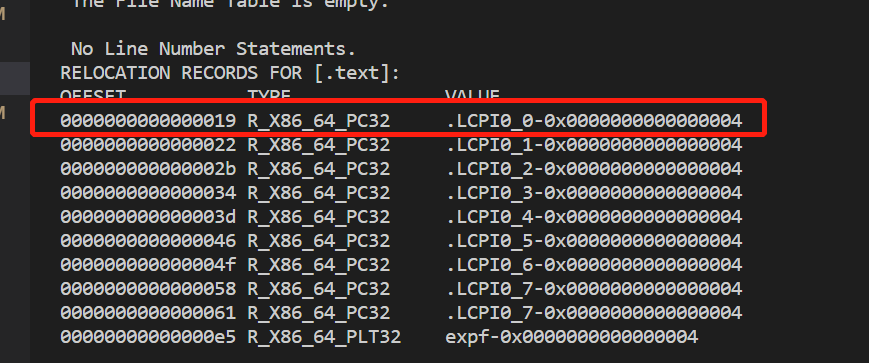 The File Name Table is empty.
No Line Number Statements.
RELOCATION RECORDS FOR [.text]:
OFFSET TYPE VALUE
0000000000000019 R_X86_64_PC32 .LCPI0_0-0x0000000000000004
0000000000000022 R_X86_64_PC32 .LCPI0_1-0x0000000000000004
000000000000002b R_X86_64_PC32 .LCPI0_2-0x0000000000000004
0000000000000034 R_X86_64_PC32 .LCPI0_3-0x0000000000000004
000000000000003d R_X86_64_PC32 .LCPI0_4-0x0000000000000004
0000000000000046 R_X86_64_PC32 .LCPI0_5-0x0000000000000004
000000000000004f R_X86_64_PC32 .LCPI0_6-0x0000000000000004
0000000000000058 R_X86_64_PC32 .LCPI0_7-0x0000000000000004
0000000000000061 R_X86_64_PC32 .LCPI0_7-0x0000000000000004
00000000000000e5 R_X86_64_PLT32 expf-0x0000000000000004
M
M